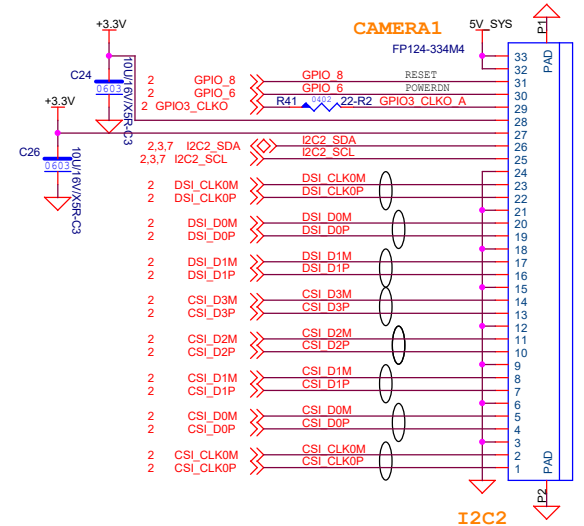 CAMERA1
5V_SYS
P1
+3.3V
FP124-334M4
33
PAD
32
C24
0603
10U/16V/X5R-C3
2 GPIO_8 GPIO_8 RESET 31
2 GPIO_6 GPIO_6 POWERDN 30
2 GPIO3_CLKO R41 0402 22-R2 GPIO3_CLKO_A 29
+3.3V
28
27
C26
0603
10U/16V/X5R-C3
2,3,7 I2C2_SDA I2C2_SDA 26
2,3,7 I2C2_SCL I2C2_SCL 25
24
2 DSI_CLK0M DSI_CLK0M 23
2 DSI_CLK0P DSI_CLK0P 22
21
2 DSI_D0M DSI_D0M 20
2 DSI_D0P DSI_D0P 19
18
2 DSI_D1M DSI_D1M 17
2 DSI_D1P DSI_D1P 16
15
2 CSI_D3M CSI_D3M 14
2 CSI_D3P CSI_D3P 13
12
2 CSI_D2M CSI_D2M 11
2 CSI_D2P CSI_D2P 10
9
2 CSI_D1M CSI_D1M 8
2 CSI_D1P CSI_D1P 7
6
2 CSI_D0M CSI_D0M 5
2 CSI_D0P CSI_D0P 4
3
2 CSI_CLK0M CSI_CLK0M 2
2 CSI_CLK0P CSI_CLK0P 1
PAD
P2
I2C2